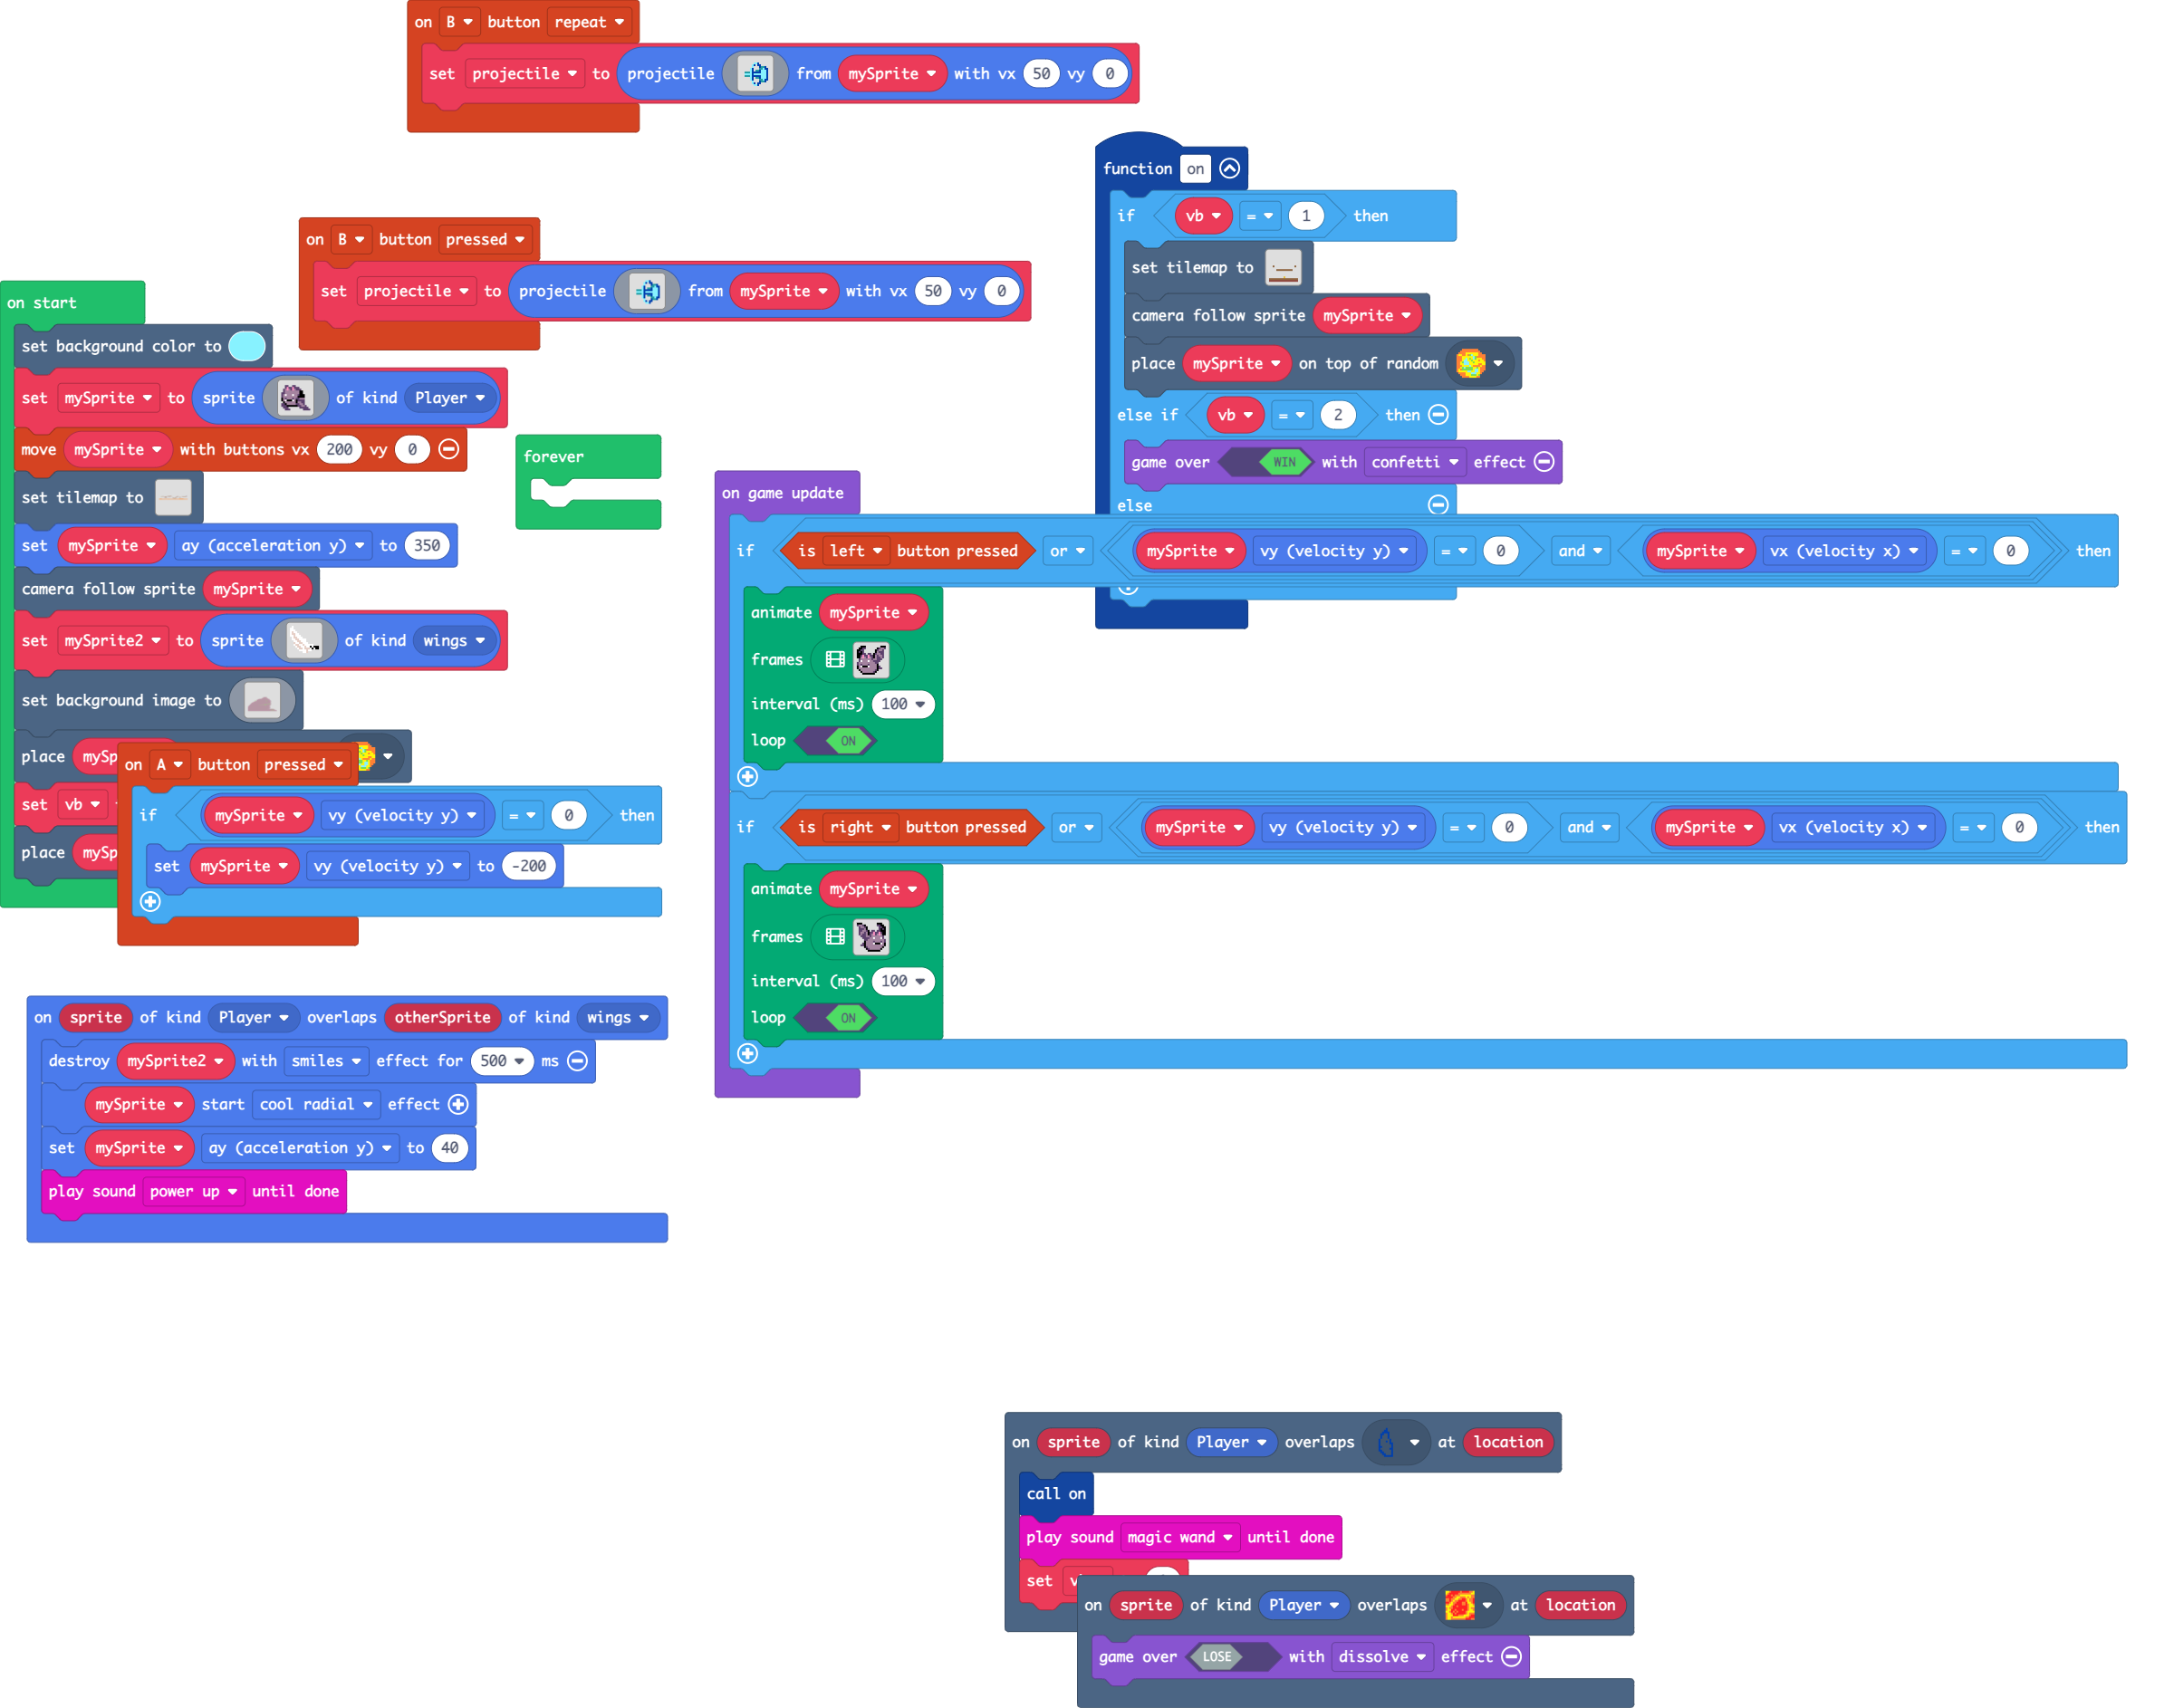 on B button repeat
set projectile to projectile from mySprite with vx 50 vy 0
on B button pressed
set projectile to projectile from mySprite with vx 50 vy 0
on start
set background color to
set mySprite to sprite of kind Player
move mySprite with buttons vx 200 vy 0
set tilemap to
set mySprite ay (acceleration y) to 350
camera follow sprite mySprite
set mySprite2 to sprite of kind wings
set background image to
place
set vb
place
on A button pressed
if mySprite vy (velocity y) = 0 then
set mySprite vy (velocity y) to -200
forever
function on
if vb = 1 then
set tilemap to
camera follow sprite mySprite
place mySprite on top of random
else if vb = 2 then
game over WIN with confetti effect
else
on game update
if is left button pressed or mySprite vy (velocity y) = 0 and mySprite vx (velocity x) = 0 then
animate mySprite
frames
interval (ms) 100
loop ON
if is right button pressed or mySprite vy (velocity y) = 0 and mySprite vx (velocity x) = 0 then
animate mySprite
frames
interval (ms) 100
loop ON
on sprite of kind Player overlaps otherSprite of kind wings
destroy mySprite2 with smiles effect for 500 ms
mySprite start cool radial effect
set mySprite ay (acceleration y) to 40
play sound power up until done
on sprite of kind Player overlaps at location
call on
play sound magic wand until done
set
on sprite of kind Player overlaps at location
game over LOSE with dissolve effect